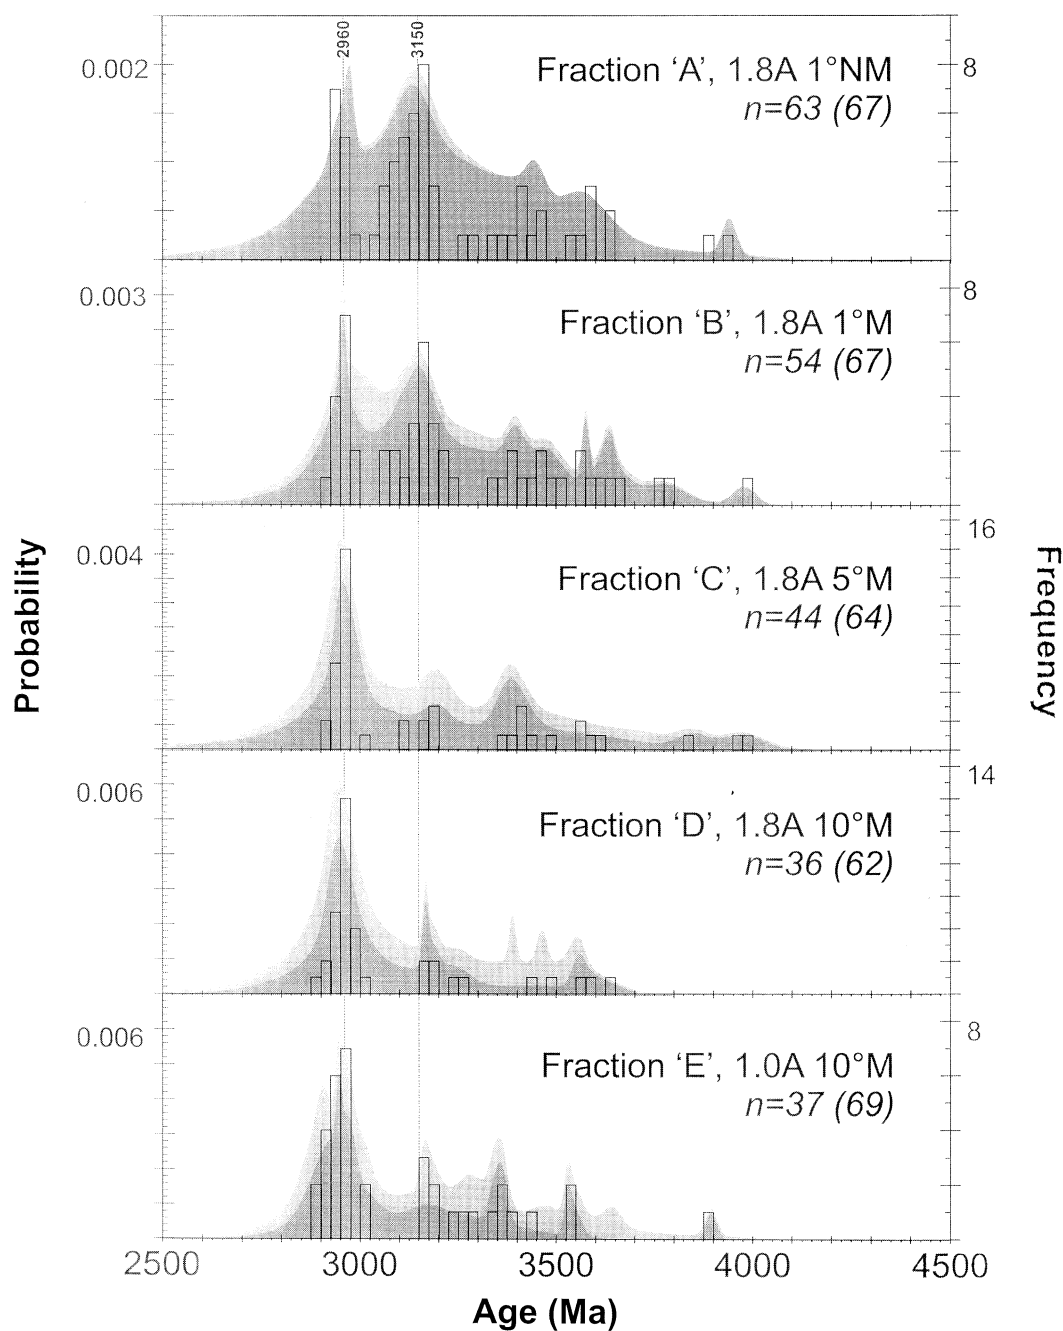 2960
3150
0.002
8
Fraction ‘A’, 1.8A 1°NM
n=63 (67)
0.003
8
Fraction ‘B’, 1.8A 1°M
n=54 (67)
0.004
16
Fraction ‘C’, 1.8A 5°M
n=44 (64)
Probability
Frequency
0.006
14
Fraction ‘D’, 1.8A 10°M
n=36 (62)
0.006
8
Fraction ‘E’, 1.0A 10°M
n=37 (69)
2500 3000 3500 4000 4500
Age (Ma)